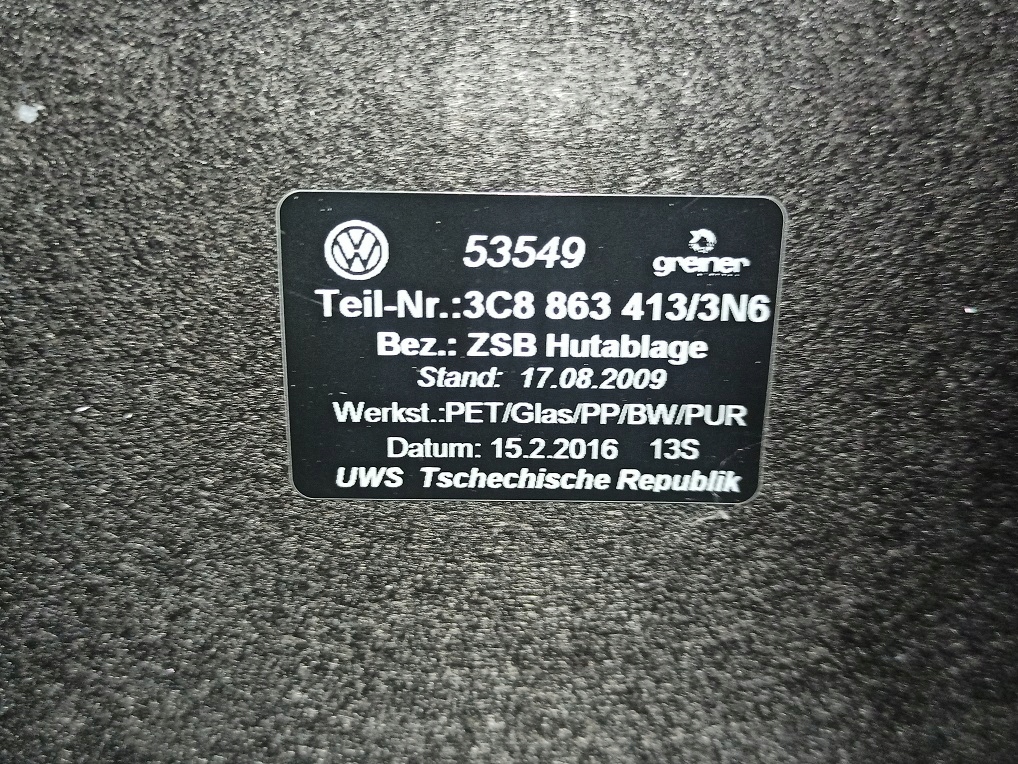 VW 53549 greiner
Teil-Nr.:3C8 863 413/3N6
Bez.: ZSB Hutablage
Stand: 17.08.2009
Werkst.:PET/Glas/PP/BW/PUR
Datum: 15.2.2016 13S
UWS Tschechische Republik